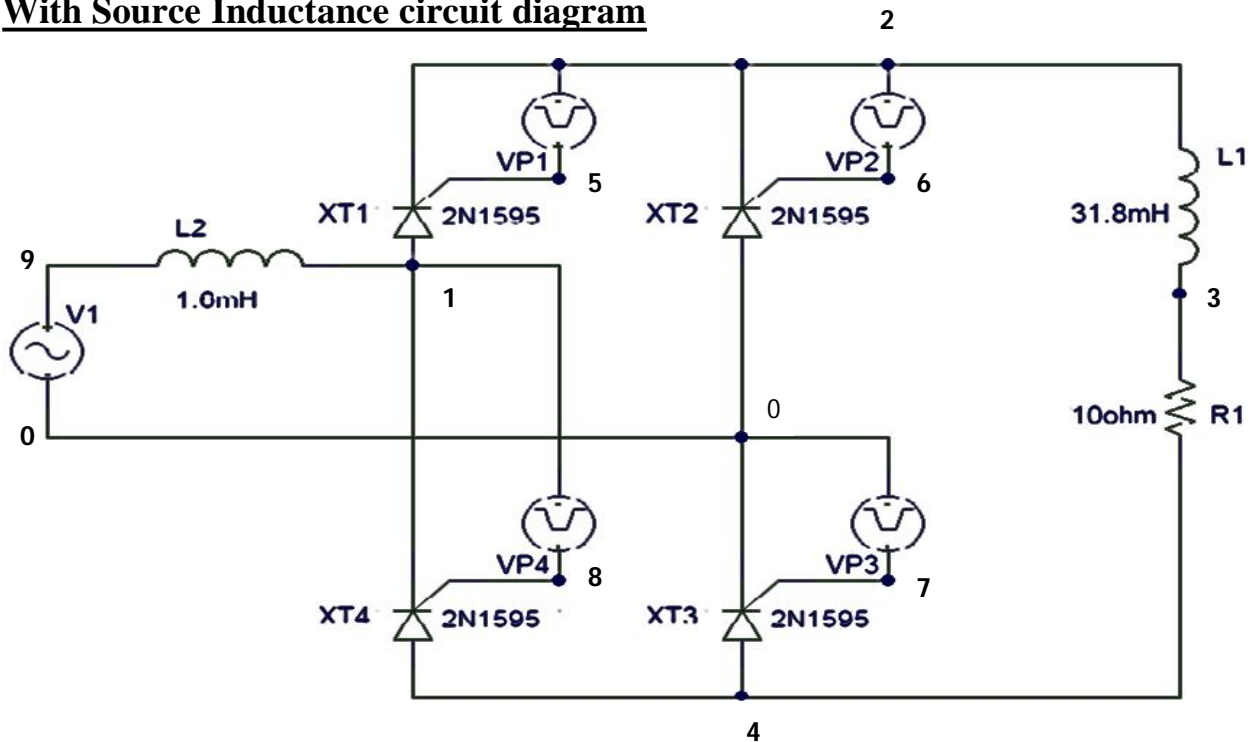 With Source Inductance circuit diagram
2
L1
VP1
VP2
5
6
XT1
2N1595
XT2
2N1595
31.8mH
L2
9
1.0mH
1
3
V1
0
0
10ohm
R1
VP4
8
VP3
7
XT4
2N1595
XT3
2N1595
4